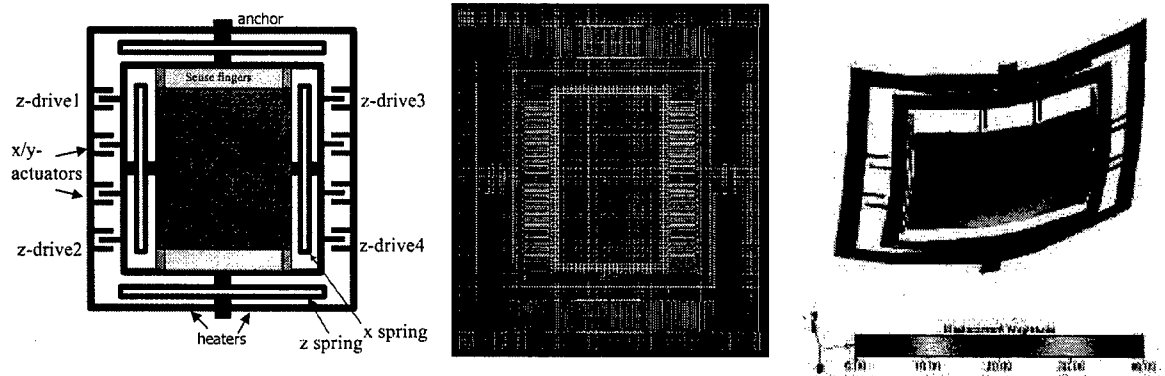 anchor
Sense fingers
z-drive1
z-drive3
x/y-
actuators
z-drive2
z-drive4
x spring
z spring
heaters